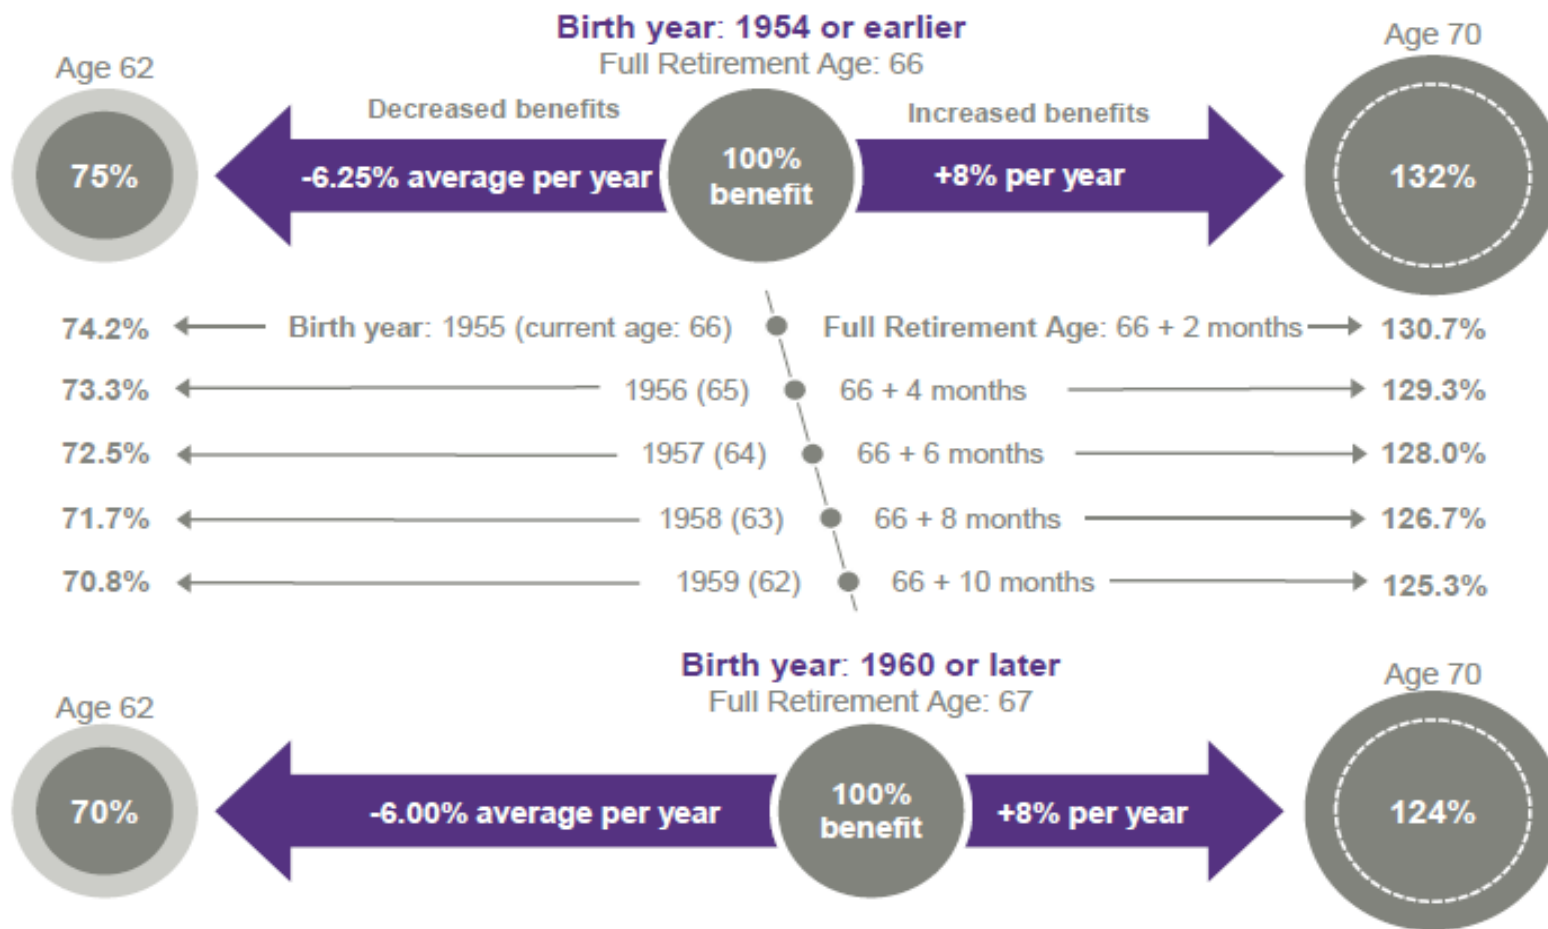 Birth year: 1954 or earlier
Full Retirement Age: 66
Age 62
Age 70
Decreased benefits
Increased benefits
75%
-6.25% average per year
100%
benefit
+8% per year
132%
74.2% Birth year: 1955 (current age: 66) Full Retirement Age: 66 + 2 months 130.7%
73.3% 1956 (65) 66 + 4 months 129.3%
72.5% 1957 (64) 66 + 6 months 128.0%
71.7% 1958 (63) 66 + 8 months 126.7%
70.8% 1959 (62) 66 + 10 months 125.3%
Birth year: 1960 or later
Full Retirement Age: 67
Age 62
Age 70
70%
-6.00% average per year
100%
benefit
+8% per year
124%